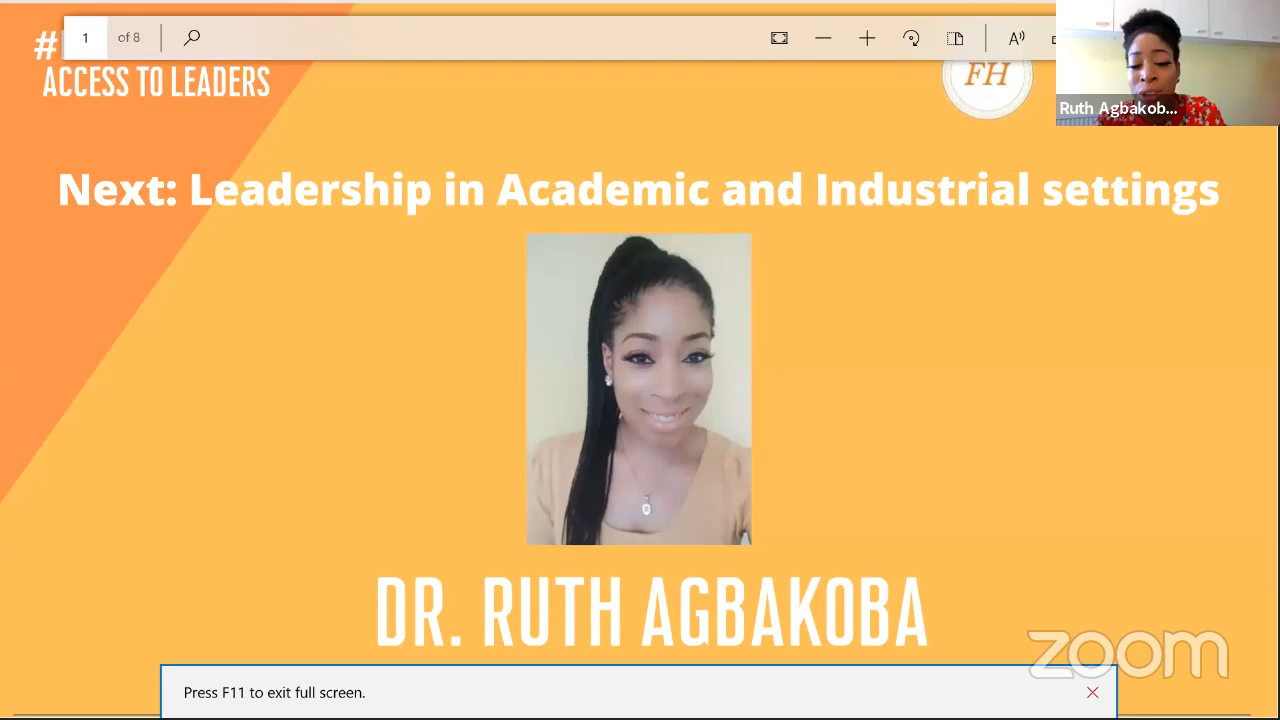 #
1 of 8
ACCESS TO LEADERS
FH
Ruth Agbakob...
Next: Leadership in Academic and Industrial settings
DR. RUTH AGBAKOBA
zoom
Press F11 to exit full screen.